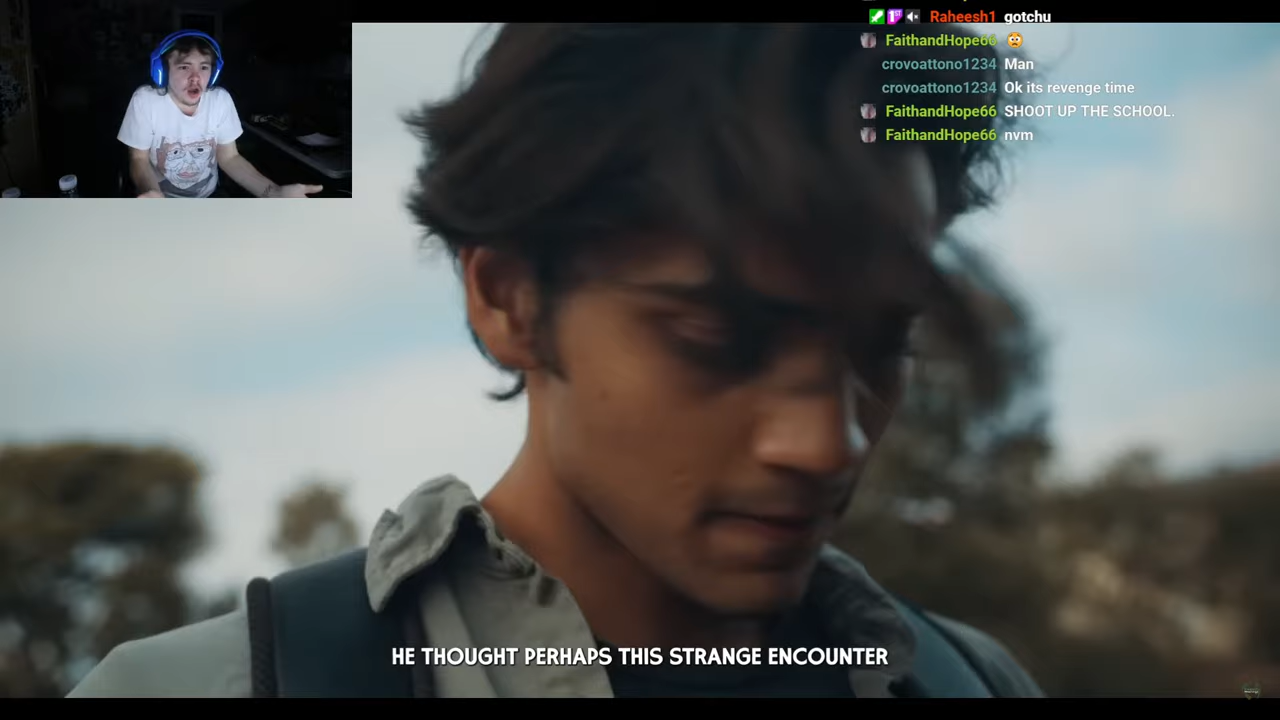 Raheesh1 gotchu
FaithandHope66 😳
crovoattono1234 Man
crovoattono1234 Ok its revenge time
FaithandHope66 SHOOT UP THE SCHOOL.
FaithandHope66 nvm
HE THOUGHT PERHAPS THIS STRANGE ENCOUNTER